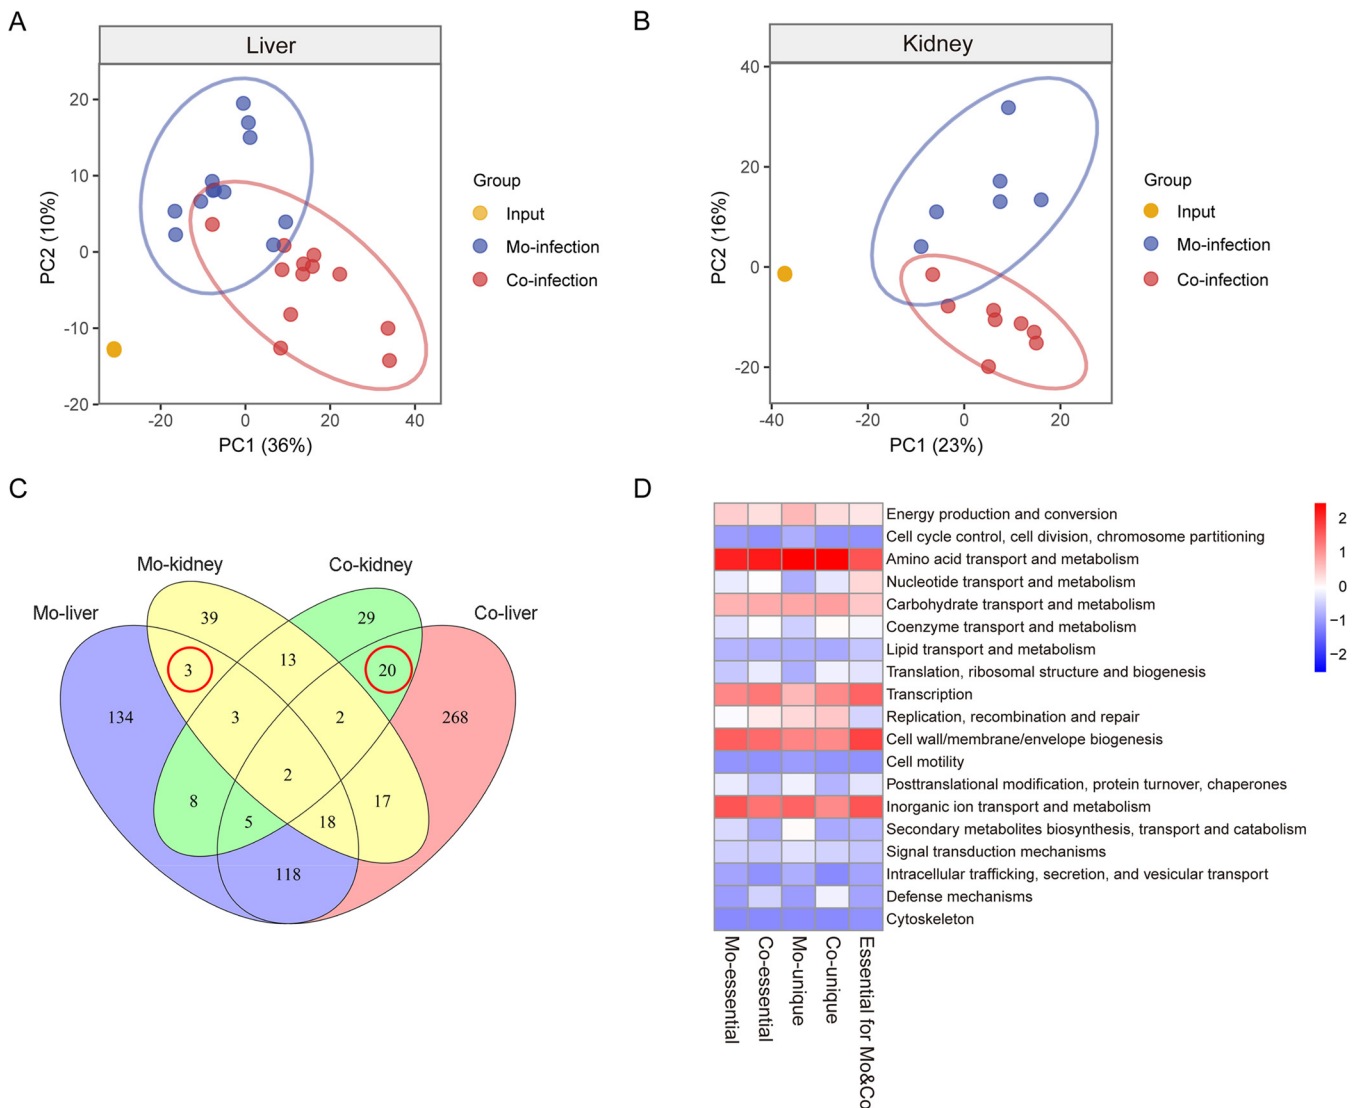 A
Liver
20
10
0
-10
-20
PC2 (10%)
-20
0
20
40
PC1 (36%)
Group
Input
Mo-infection
Co-infection
B
Kidney
40
20
0
-20
PC2 (16%)
-40
-20
0
20
PC1 (23%)
Group
Input
Mo-infection
Co-infection
C
Mo-kidney
Co-kidney
Mo-liver
Co-liver
39
29
3
13
20
134
3
2
268
2
8
17
5
18
118
D
Energy production and conversion
Cell cycle control, cell division, chromosome partitioning
Amino acid transport and metabolism
Nucleotide transport and metabolism
Carbohydrate transport and metabolism
Coenzyme transport and metabolism
Lipid transport and metabolism
Translation, ribosomal structure and biogenesis
Transcription
Replication, recombination and repair
Cell wall/membrane/envelope biogenesis
Cell motility
Posttranslational modification, protein turnover, chaperones
Inorganic ion transport and metabolism
Secondary metabolites biosynthesis, transport and catabolism
Signal transduction mechanisms
Intracellular trafficking, secretion, and vesicular transport
Defense mechanisms
Cytoskeleton
Mo-essential
Co-essential
Mo-unique
Co-unique
Essential for Mo&Co
2
1
0
−1
−2